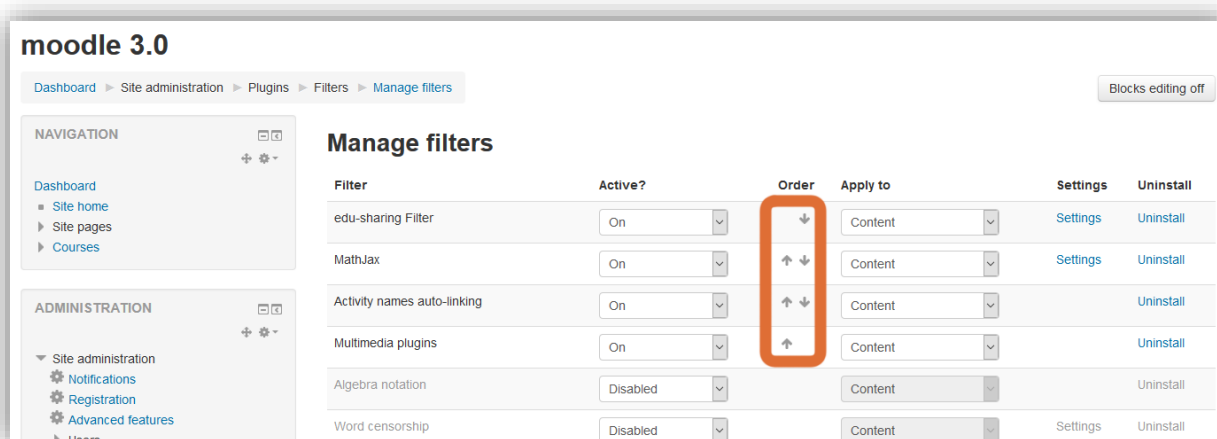 moodle 3.0
Dashboard Site administration Plugins Filters Manage filters
Blocks editing off
NAVIGATION
Dashboard
Site home
Site pages
Courses
ADMINISTRATION
Site administration
Notifications
Registration
Advanced features
Users
Manage filters
Filter Active? Order Apply to Settings Uninstall
edu-sharing Filter On Content Settings Uninstall
MathJax On Content Settings Uninstall
Activity names auto-linking On Content Uninstall
Multimedia plugins On Content Uninstall
Algebra notation Disabled Content Uninstall
Word censorship Disabled Content Settings Uninstall